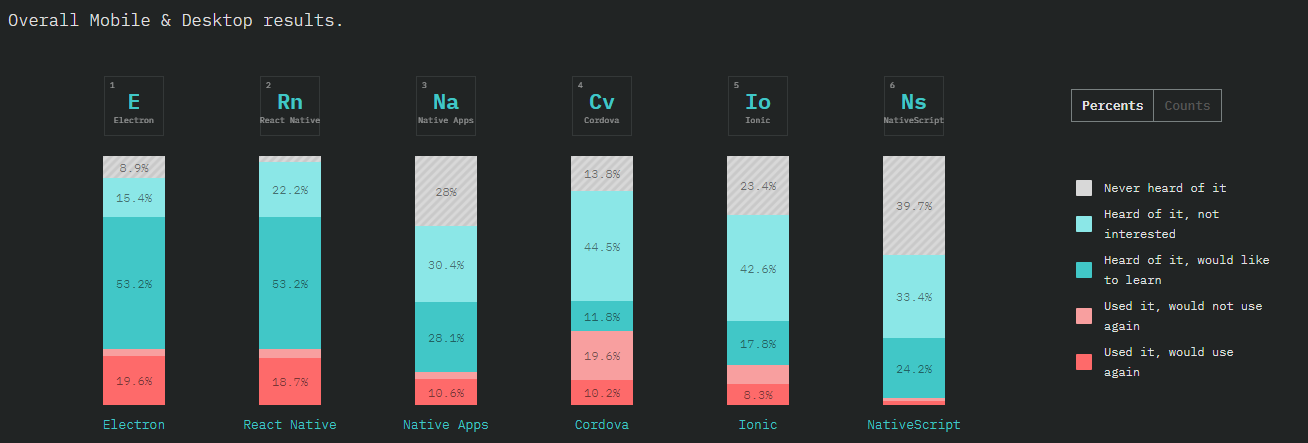 Overall Mobile & Desktop results.
1
E
Electron
2
Rn
React Native
3
Na
Native Apps
4
Cv
Cordova
5
Io
Ionic
6
Ns
NativeScript
Percents
Counts
8.9%
15.4%
53.2%
19.6%
Electron
22.2%
53.2%
18.7%
React Native
28%
30.4%
28.1%
10.6%
Native Apps
13.8%
44.5%
11.8%
19.6%
10.2%
Cordova
23.4%
42.6%
17.8%
8.3%
Ionic
39.7%
33.4%
24.2%
NativeScript
Never heard of it
Heard of it, not
interested
Heard of it, would like
to learn
Used it, would not use
again
Used it, would use
again